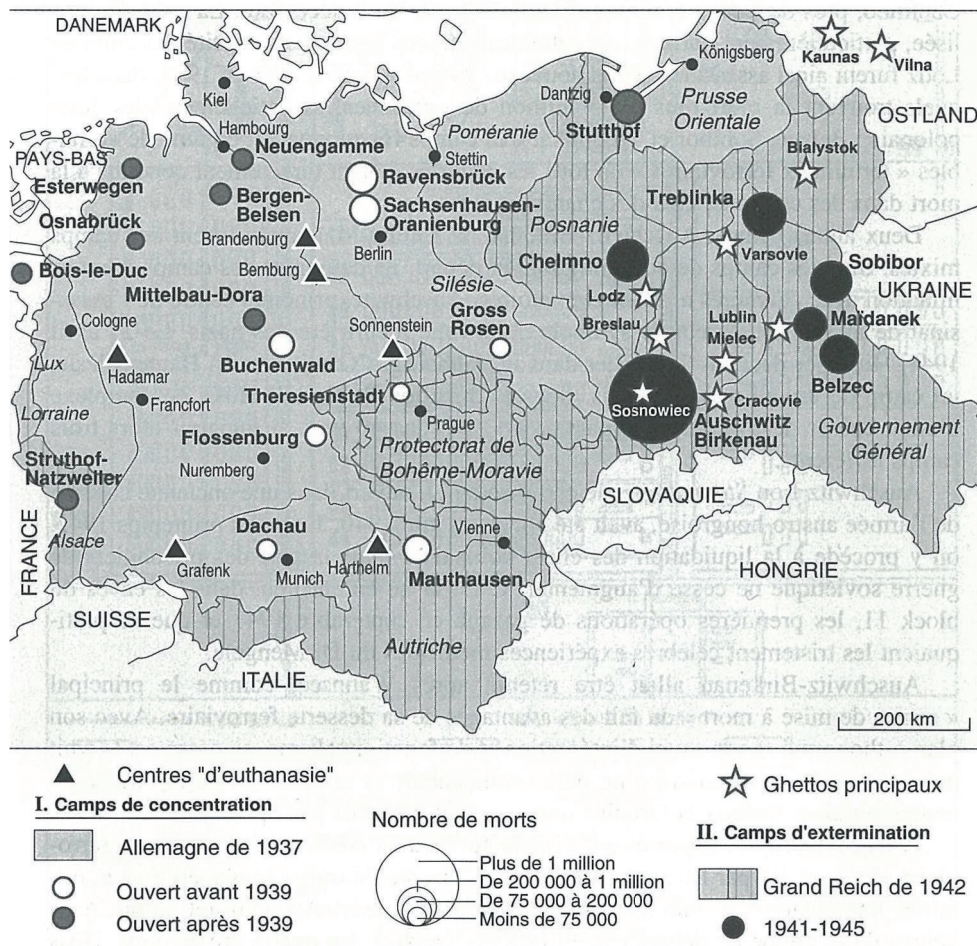 DANEMARK
Königsberg
Kaunas
Vilna
Kiel
Dantzig
Hambourg
Neuengamme
Poméranie
Stettin
Stutthof
Prusse
Orientale
OSTLAND
PAYS-BAS
Esterwegen
Bergen-
Belsen
Ravensbrück
Bialystok
Osnabrück
Sachsenhausen-
Oranienburg
Treblinka
Brandenburg
Berlin
Posnanie
Varsovie
Bois-le-Duc
Bemburg
Chelmno
Sobibor
UKRAINE
Mittelbau-Dora
Silésie
Lodz
Cologne
Sonnenstein
Gross
Rosen
Breslau
Lublin
Mielec
Maïdanek
Buchenwald
Belzec
Lux
Hadamar
Theresienstadt
Sosnowiec
Cracovie
Francfort
Prague
Auschwitz
Birkenau
Gouvernement
Général
Lorraine
Flossenburg
Protectorat de
Bohême-Moravie
Struthof-
Natzweiler
Nuremberg
SLOVAQUIE
FRANCE
Alsace
Dachau
Vienne
Grafenk
Munich
Hartheim
Mauthausen
HONGRIE
SUISSE
Autriche
ITALIE
200 km
Centres "d'euthanasie"
I. Camps de concentration
Allemagne de 1937
Ouvert avant 1939
Ouvert après 1939
Nombre de morts
Plus de 1 million
De 200 000 à 1 million
De 75 000 à 200 000
Moins de 75 000
Ghettos principaux
II. Camps d'extermination
Grand Reich de 1942
1941-1945